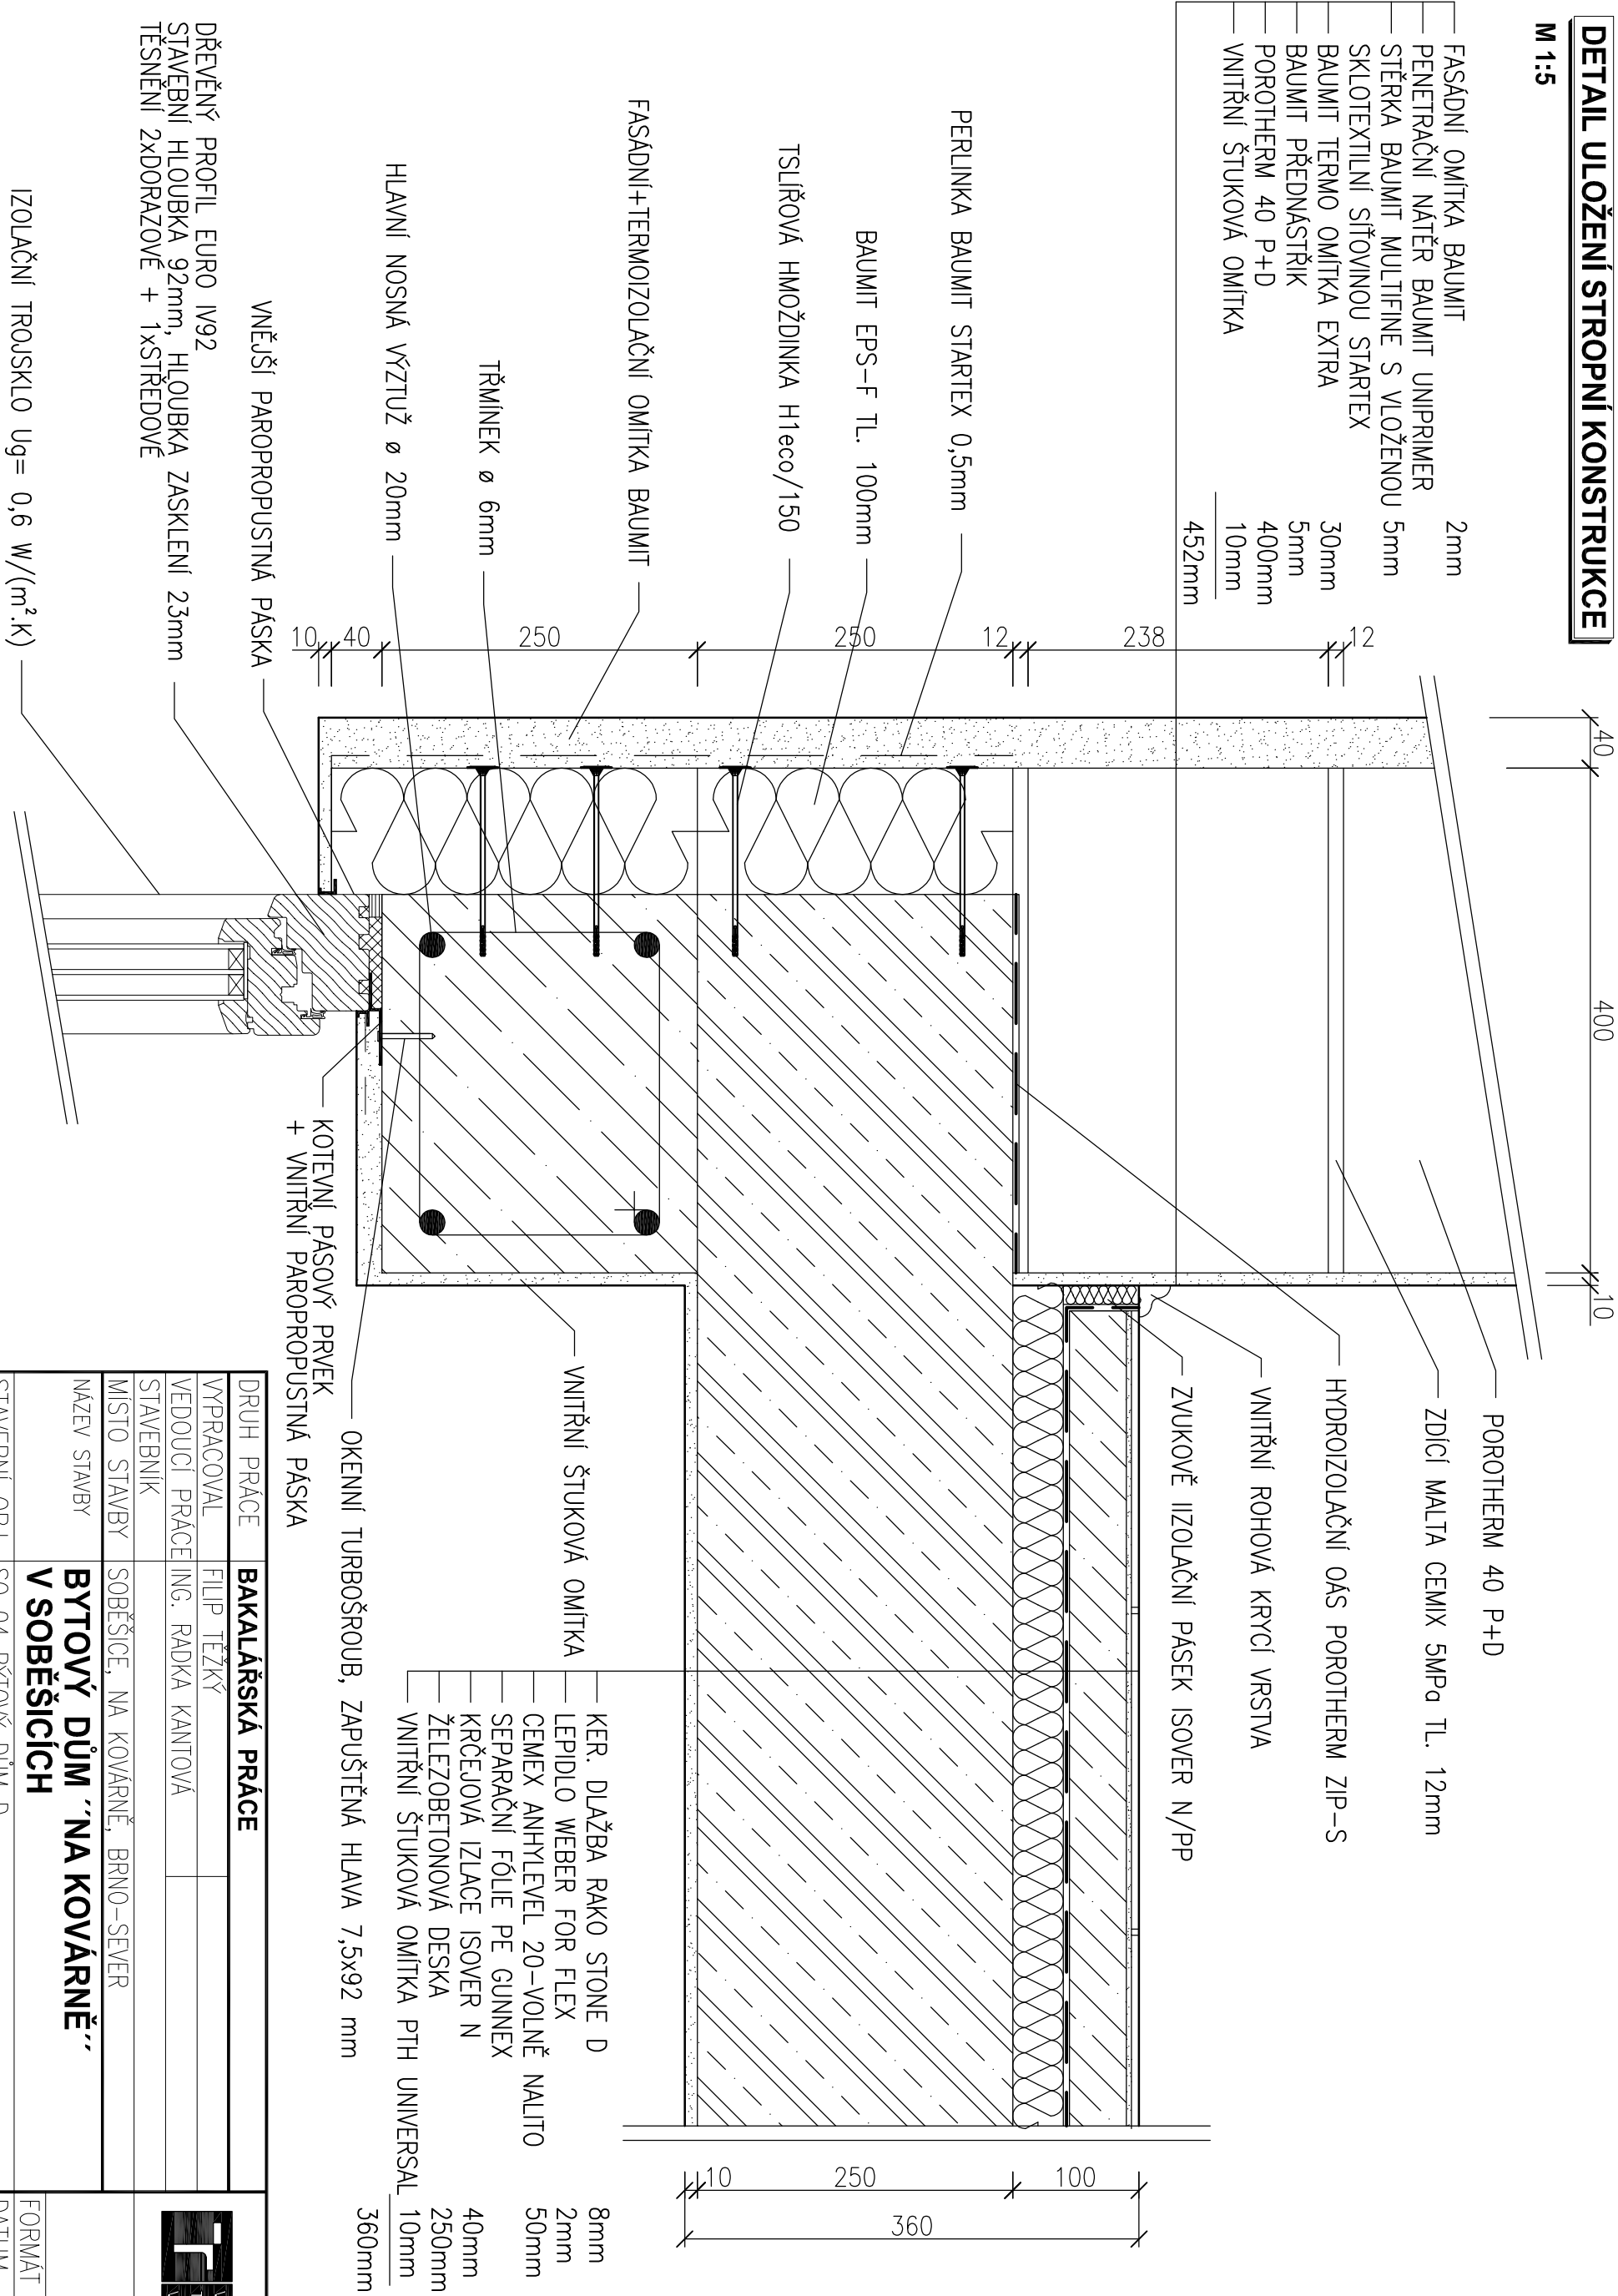 DETAIL ULOŽENÍ STROPNÍ KONSTRUKCE
M 1:5
FASÁDNÍ OMÍTKA BAUMIT 2mm
PENETRAČNÍ NÁTĚR BAUMIT UNIPRIMER
STĚRKA BAUMIT MULTIFINE S VLOŽENOU 5mm
SKLOTEXTILNÍ SÍŤOVINOU STARTEX
BAUMIT TERMO OMÍTKA EXTRA 30mm
BAUMIT PŘEDNÁSTŘIK 5mm
POROTHERM 40 P+D 400mm
VNITŘNÍ ŠTUKOVÁ OMÍTKA 10mm
452mm
40
400
10
12
238
12
250
250
40
10
POROTHERM 40 P+D
ZDÍCÍ MALTA CEMIX 5MPa TL. 12mm
HYDROIZOLAČNÍ OÁS POROTHERM ZIP-S
VNITŘNÍ ROHOVÁ KRYCÍ VRSTVA
ZVUKOVĚ IIZOLAČNÍ PÁSEK ISOVER N/PP
PERLINKA BAUMIT STARTEX 0,5mm
BAUMIT EPS-F TL. 100mm
TSLÍŘOVÁ HMOŽDINKA H1eco/150
FASÁDNÍ+TERMOIZOLAČNÍ OMÍTKA BAUMIT
TŘMÍNEK ø 6mm
HLAVNÍ NOSNÁ VÝZTUŽ ø 20mm
VNĚJŠÍ PAROPROPUSTNÁ PÁSKA
DŘEVĚNÝ PROFIL EURO IV92
STAVEBNÍ HLOUBKA 92mm, HLOUBKA ZASKLENÍ 23mm
TĚSNĚNÍ 2xDORAZOVÉ + 1xSTŘEDOVÉ
IZOLAČNÍ TROJSKLO Ug= 0,6 W/(m².K)
VNITŘNÍ ŠTUKOVÁ OMÍTKA
OKENNÍ TURBOŠROUB, ZAPUŠTĚNÁ HLAVA 7,5x92 mm
KOTEVNÍ PÁSOVÝ PRVEK
+ VNITŘNÍ PAROPROPUSTNÁ PÁSKA
KER. DLAŽBA RAKO STONE D 8mm
LEPIDLO WEBER FOR FLEX 2mm
CEMEX ANHYLEVEL 20-VOLNĚ NALITO 50mm
SEPARAČNÍ FÓLIE PE GUNNEX
KRČEJOVÁ IZLACE ISOVER N 40mm
ŽELEZOBETONOVÁ DESKA 250mm
VNITŘNÍ ŠTUKOVÁ OMÍTKA PTH UNIVERSAL 10mm
360mm
100
250
10
360
DRUH PRÁCE BAKALÁŘSKÁ PRÁCE
VYPRACOVAL FILIP TĚŽKÝ
VEDOUCÍ PRÁCE ING. RADKA KANTOVÁ
STAVEBNÍK
MÍSTO STAVBY SOBĚŠICE, NA KOVÁRNĚ, BRNO-SEVER
NÁZEV STAVBY BYTOVÝ DŮM ´´NA KOVÁRNĚ´´
V SOBĚŠICÍCH
FORMÁT
STAVEBNÍ OBJ. SO 01 BÝTOVÝ DŮM D
DATUM